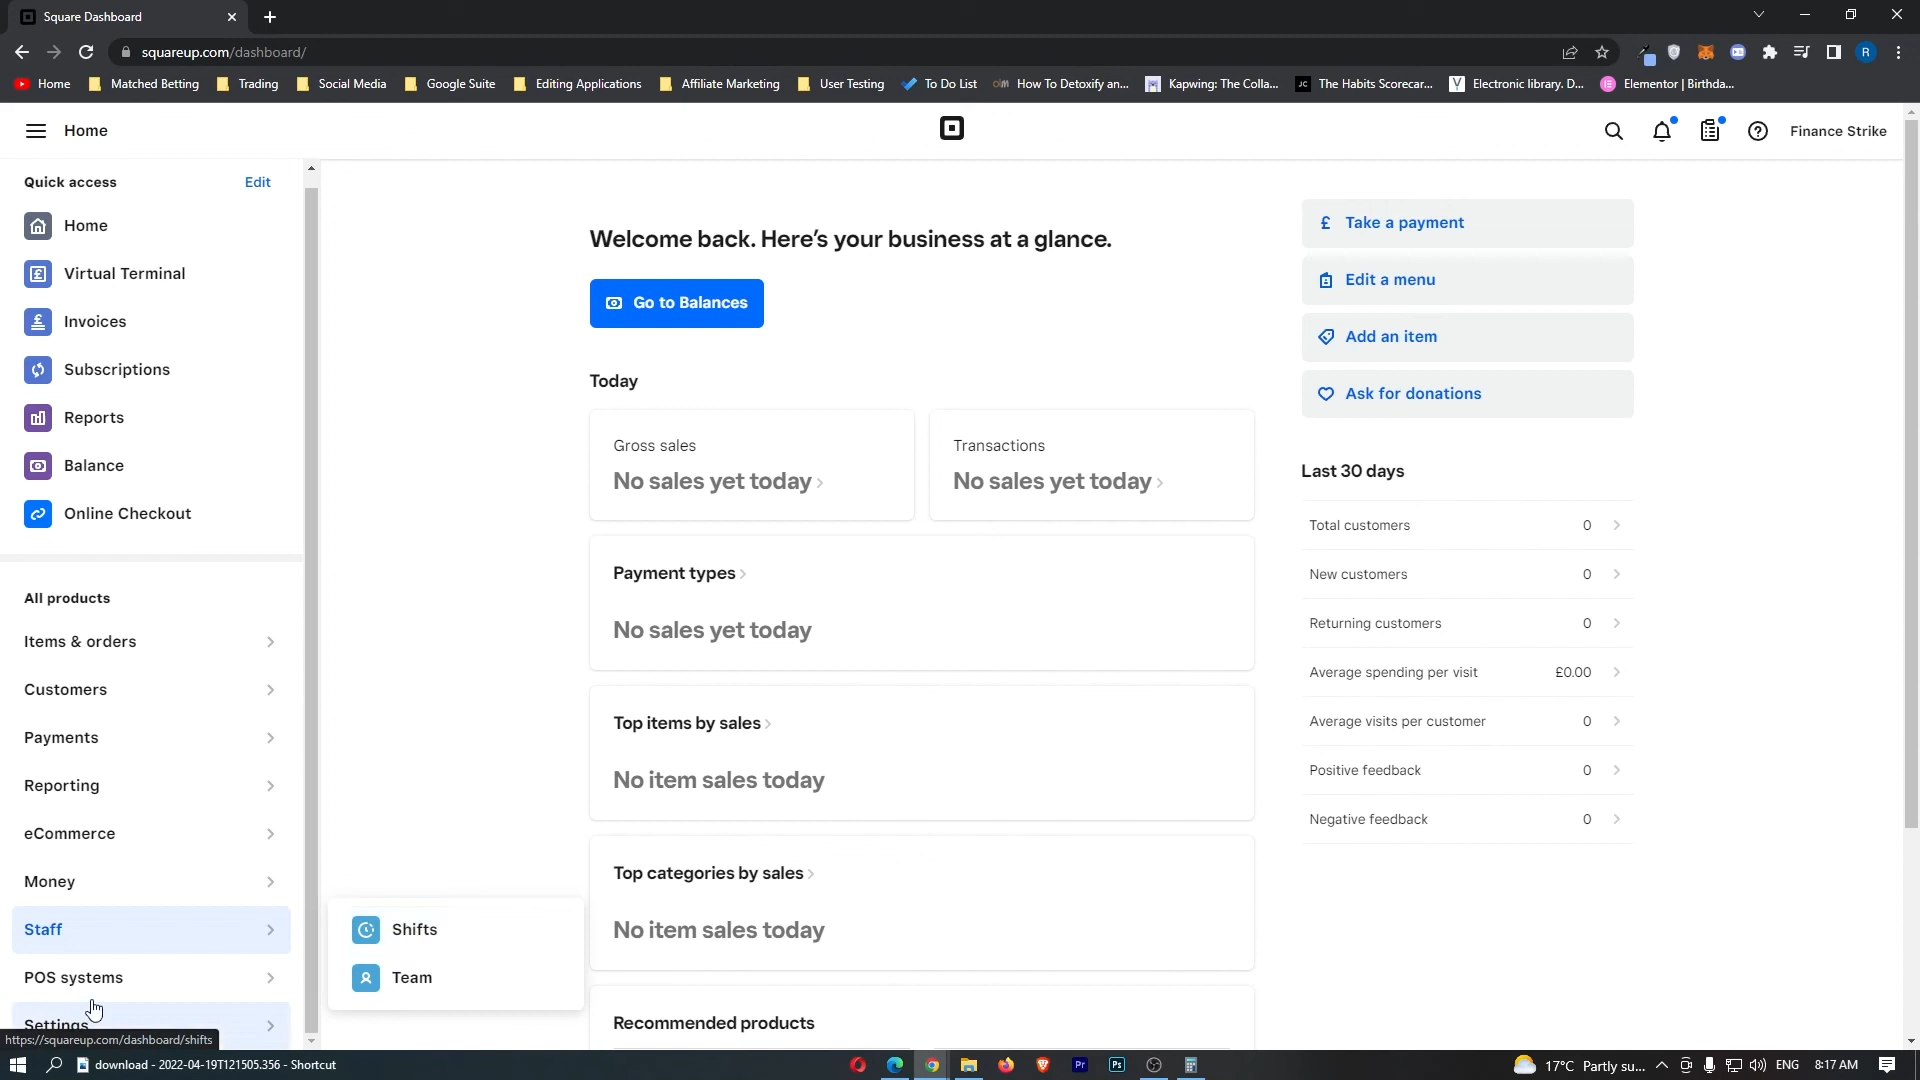 Square Dashboard
squareup.com/dashboard/
Home
Matched Betting
Trading
Social Media
Google Suite
Editing Applications
Affiliate Marketing
User Testing
To Do List
How To Detoxify an...
Kapwing: The Colla...
The Habits Scorecar...
Electronic library. D...
Elementor | Birthda...
Home
Finance Strike
Quick access
Edit
Home
Virtual Terminal
Invoices
Subscriptions
Reports
Balance
Online Checkout
All products
Items & orders
Customers
Payments
Reporting
eCommerce
Money
Staff
POS systems
Settings
https://squareup.com/dashboard/shifts
Shifts
Team
Welcome back. Here's your business at a glance.
Go to Balances
Today
Gross sales
No sales yet today
Transactions
No sales yet today
Payment types
No sales yet today
Top items by sales
No item sales today
Top categories by sales
No item sales today
Recommended products
£ Take a payment
Edit a menu
Add an item
Ask for donations
Last 30 days
Total customers 0
New customers 0
Returning customers 0
Average spending per visit £0.00
Average visits per customer 0
Positive feedback 0
Negative feedback 0
download - 2022-04-19T121505.356 - Shortcut
17°C Partly su...
ENG
8:17 AM